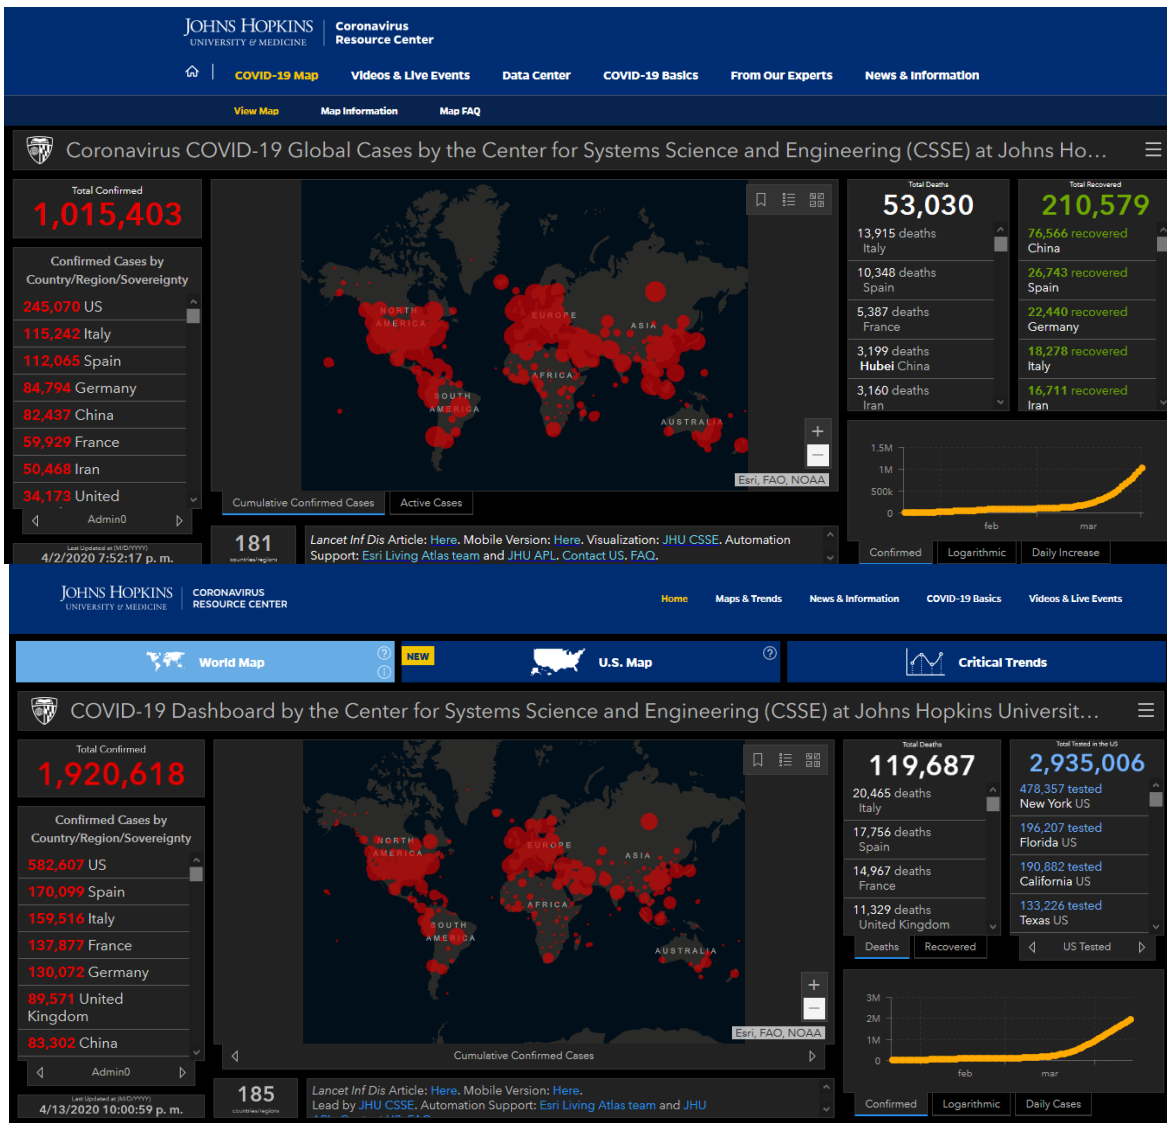 JOHNS HOPKINS
UNIVERSITY & MEDICINE
Coronavirus
Resource Center
COVID-19 Map
Videos & Live Events
Data Center
COVID-19 Basics
From Our Experts
News & Information
View Map
Map Information
Map FAQ
Coronavirus COVID-19 Global Cases by the Center for Systems Science and Engineering (CSSE) at Johns Ho...
Total Confirmed
1,015,403
Confirmed Cases by
Country/Region/Sovereignty
245,070 US
115,242 Italy
112,065 Spain
84,794 Germany
82,437 China
59,929 France
50,468 Iran
34,173 United
Admin0
Last Updated at (M/D/YYYY)
4/2/2020 7:52:17 p. m.
NORTH
AMERICA
EUROPE
ASIA
AFRICA
SOUTH
AMERICA
AUSTRALIA
+
−
Esri, FAO, NOAA
Cumulative Confirmed Cases
Active Cases
181
countries/regions
Lancet Inf Dis Article: Here. Mobile Version: Here. Visualization: JHU CSSE. Automation
Support: Esri Living Atlas team and JHU APL. Contact US. FAQ.
Total Deaths
53,030
13,915 deaths
Italy
10,348 deaths
Spain
5,387 deaths
France
3,199 deaths
Hubei China
3,160 deaths
Iran
Total Recovered
210,579
76,566 recovered
China
26,743 recovered
Spain
22,440 recovered
Germany
18,278 recovered
Italy
16,711 recovered
Iran
1.5M
1M
500k
0
feb
mar
Confirmed
Logarithmic
Daily Increase
JOHNS HOPKINS
UNIVERSITY & MEDICINE
CORONAVIRUS
RESOURCE CENTER
Home
Maps & Trends
News & Information
COVID-19 Basics
Videos & Live Events
World Map
NEW
U.S. Map
Critical Trends
COVID-19 Dashboard by the Center for Systems Science and Engineering (CSSE) at Johns Hopkins Universit...
Total Confirmed
1,920,618
Confirmed Cases by
Country/Region/Sovereignty
582,607 US
170,099 Spain
159,516 Italy
137,877 France
130,072 Germany
89,571 United
Kingdom
83,302 China
Admin0
Last Updated at (M/D/YYYY)
4/13/2020 10:00:59 p. m.
NORTH
AMERICA
EUROPE
ASIA
AFRICA
SOUTH
AMERICA
AUSTRALIA
+
−
Esri, FAO, NOAA
Cumulative Confirmed Cases
185
countries/regions
Lancet Inf Dis Article: Here. Mobile Version: Here.
Lead by JHU CSSE. Automation Support: Esri Living Atlas team and JHU
Total Deaths
119,687
20,465 deaths
Italy
17,756 deaths
Spain
14,967 deaths
France
11,329 deaths
United Kingdom
Deaths
Recovered
Total Tested in the US
2,935,006
478,357 tested
New York US
196,207 tested
Florida US
190,882 tested
California US
133,226 tested
Texas US
US Tested
3M
2M
1M
0
feb
mar
Confirmed
Logarithmic
Daily Cases